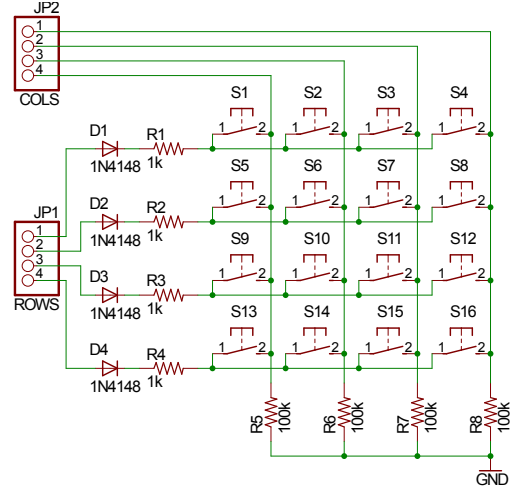 JP2
1
2
3
4
COLS
S1 S2 S3 S4
1 2 1 2 1 2 1 2
D1 R1
1N4148 1k
S5 S6 S7 S8
1 2 1 2 1 2 1 2
D2 R2
1N4148 1k
JP1
1
2
3
4
ROWS
S9 S10 S11 S12
1 2 1 2 1 2 1 2
D3 R3
1N4148 1k
S13 S14 S15 S16
1 2 1 2 1 2 1 2
D4 R4
1N4148 1k
R5 100k R6 100k R7 100k R8 100k
GND